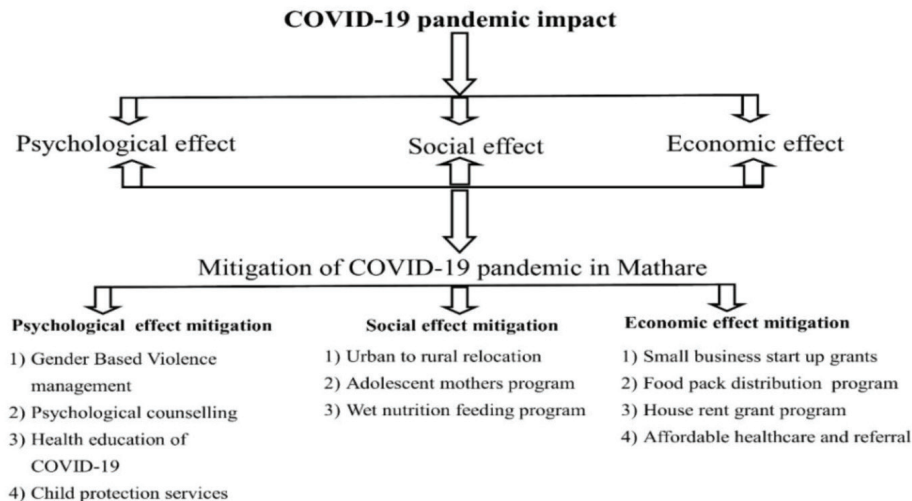 COVID-19 pandemic impact
Psychological effect
Social effect
Economic effect
Mitigation of COVID-19 pandemic in Mathare
Psychological effect mitigation
1) Gender Based Violence
management
2) Psychological counselling
3) Health education of
COVID-19
4) Child protection services
Social effect mitigation
1) Urban to rural relocation
2) Adolescent mothers program
3) Wet nutrition feeding program
Economic effect mitigation
1) Small business start up grants
2) Food pack distribution program
3) House rent grant program
4) Affordable healthcare and referral